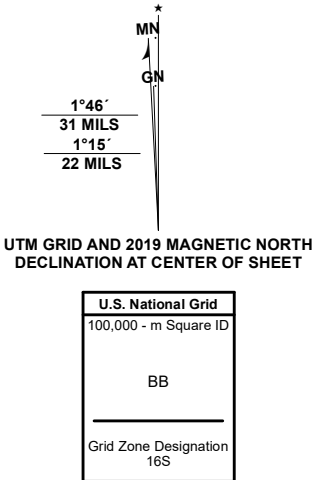 ★
MN
GN
1°46´
31 MILS
1°15´
22 MILS
UTM GRID AND 2019 MAGNETIC NORTH
DECLINATION AT CENTER OF SHEET
U.S. National Grid
100,000 - m Square ID
BB
Grid Zone Designation
16S